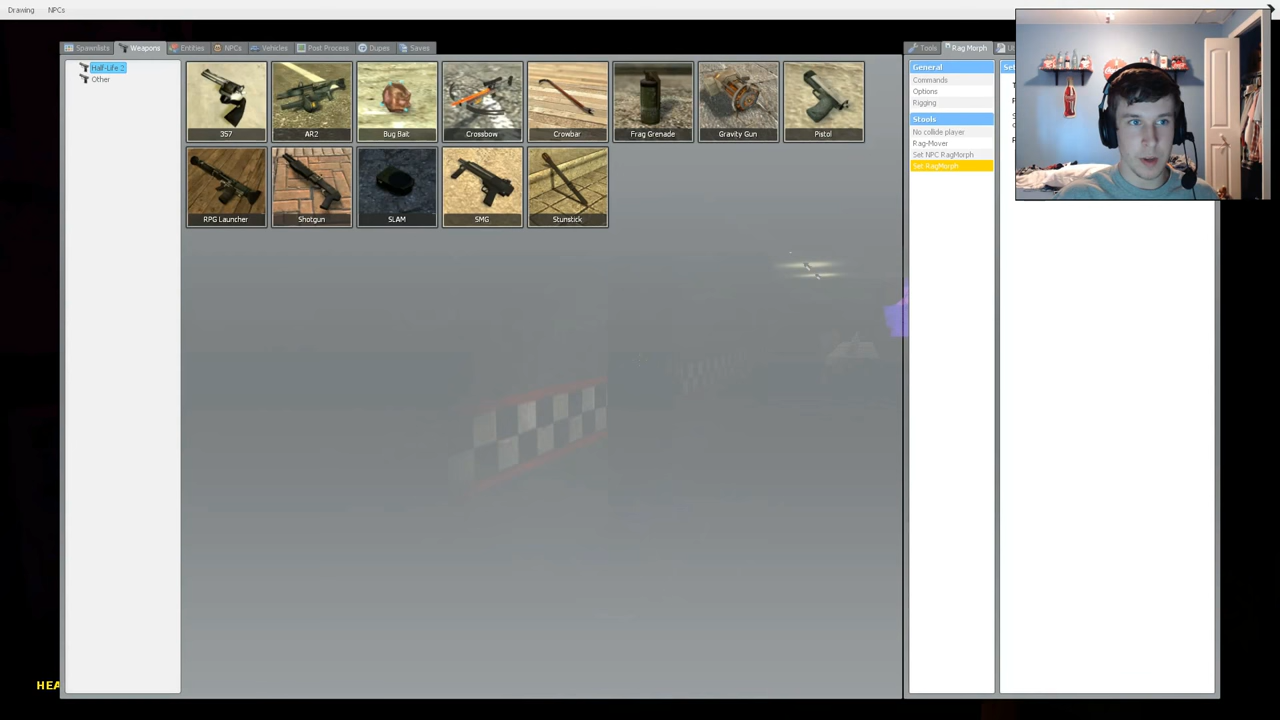 Drawing NPCs
Spawnlists Weapons Entities NPCs Vehicles Post Process Dupes Saves
Tools Rag Morph
Half-Life 2
Other
357 AR2 Bug Bait Crossbow Crowbar Frag Grenade Gravity Gun Pistol
RPG Launcher Shotgun SLAM SMG Stunstick
General
Commands
Options
Rigging
Stools
No collide player
Rag-Mover
Set NPC RagMorph
Set RagMorph
HEA